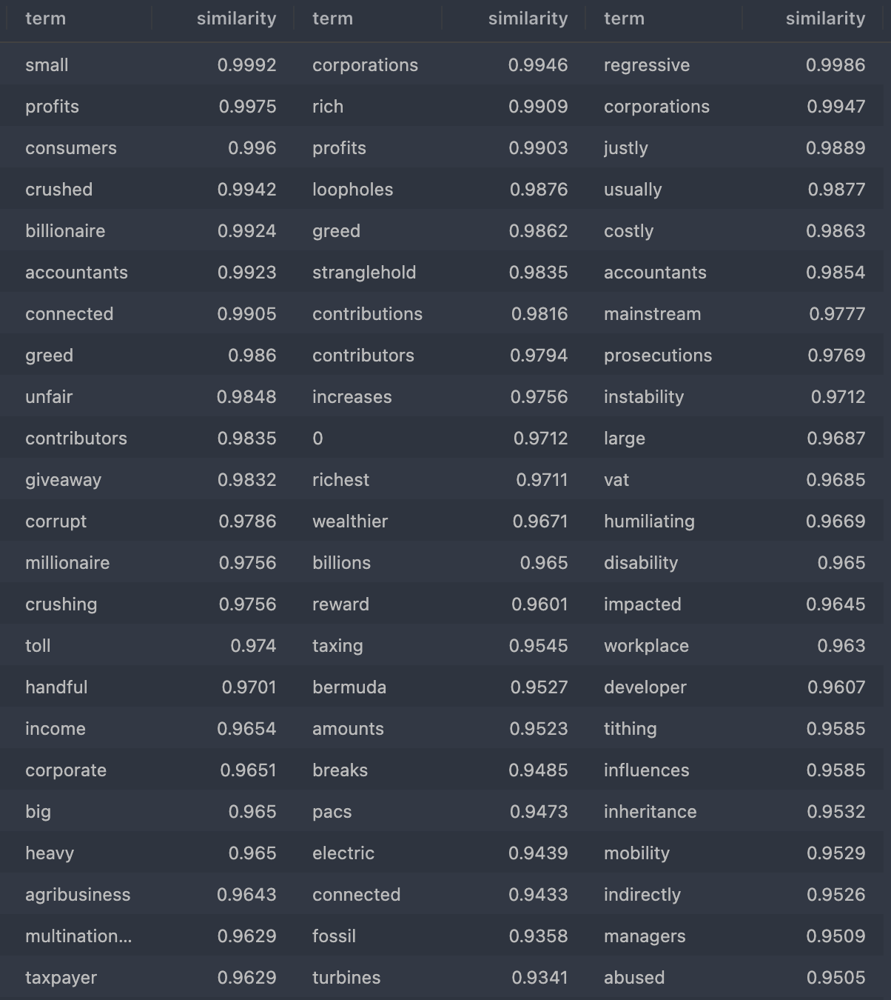 term similarity term similarity term similarity
small 0.9992 corporations 0.9946 regressive 0.9986
profits 0.9975 rich 0.9909 corporations 0.9947
consumers 0.996 profits 0.9903 justly 0.9889
crushed 0.9942 loopholes 0.9876 usually 0.9877
billionaire 0.9924 greed 0.9862 costly 0.9863
accountants 0.9923 stranglehold 0.9835 accountants 0.9854
connected 0.9905 contributions 0.9816 mainstream 0.9777
greed 0.986 contributors 0.9794 prosecutions 0.9769
unfair 0.9848 increases 0.9756 instability 0.9712
contributors 0.9835 0 0.9712 large 0.9687
giveaway 0.9832 richest 0.9711 vat 0.9685
corrupt 0.9786 wealthier 0.9671 humiliating 0.9669
millionaire 0.9756 billions 0.965 disability 0.965
crushing 0.9756 reward 0.9601 impacted 0.9645
toll 0.974 taxing 0.9545 workplace 0.963
handful 0.9701 bermuda 0.9527 developer 0.9607
income 0.9654 amounts 0.9523 tithing 0.9585
corporate 0.9651 breaks 0.9485 influences 0.9585
big 0.965 pacs 0.9473 inheritance 0.9532
heavy 0.965 electric 0.9439 mobility 0.9529
agribusiness 0.9643 connected 0.9433 indirectly 0.9526
multination... 0.9629 fossil 0.9358 managers 0.9509
taxpayer 0.9629 turbines 0.9341 abused 0.9505